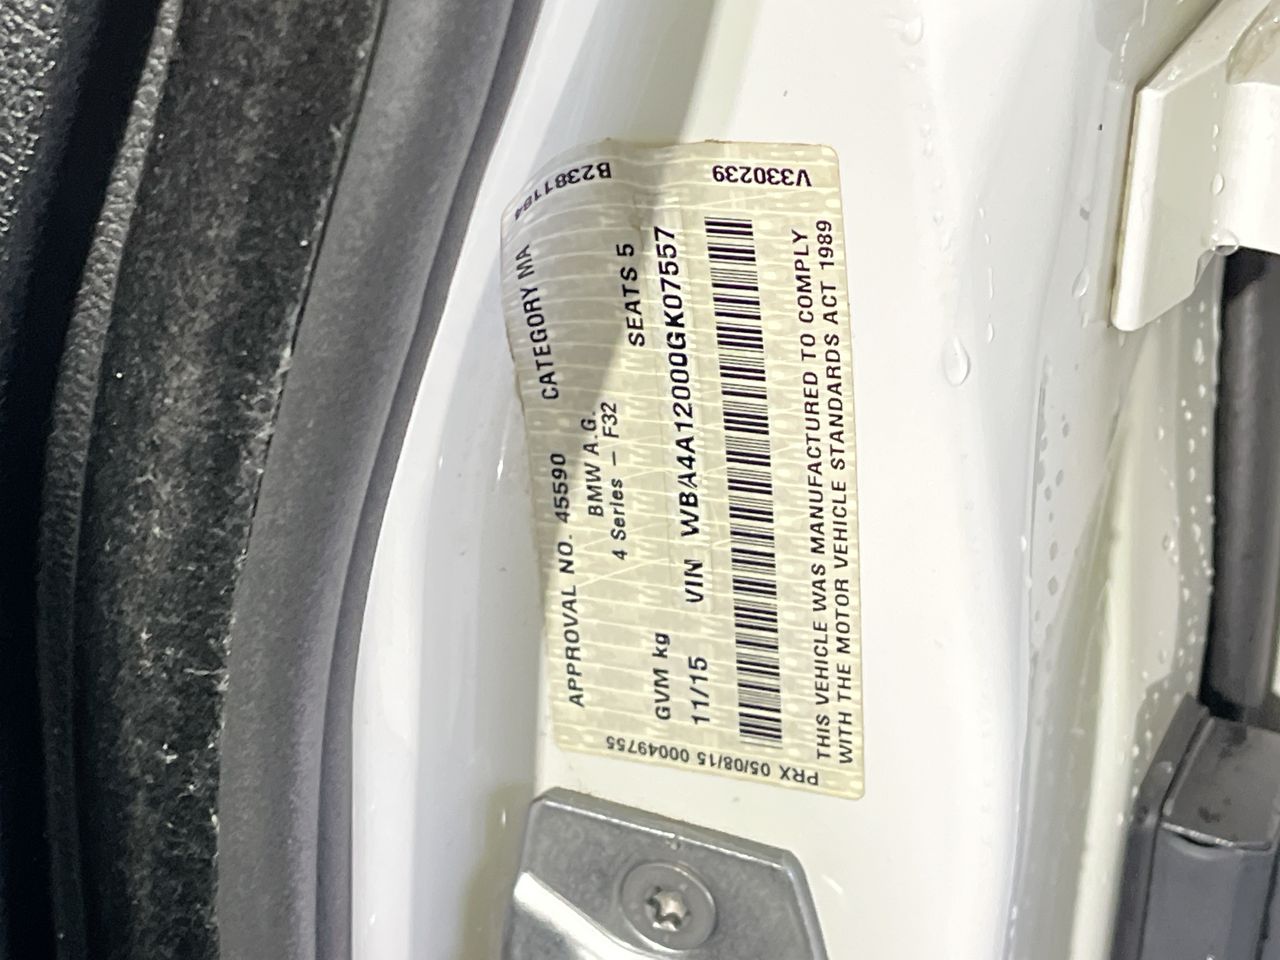 B2381184
V330239
APPROVAL NO. 45590 CATEGORY MA
BMW A.G.
4 Series – F32 SEATS 5
GVM kg
11/15 VIN WBA4A12000GK07557
THIS VEHICLE WAS MANUFACTURED TO COMPLY
WITH THE MOTOR VEHICLE STANDARDS ACT 1989
PRX 05/08/15 00049755